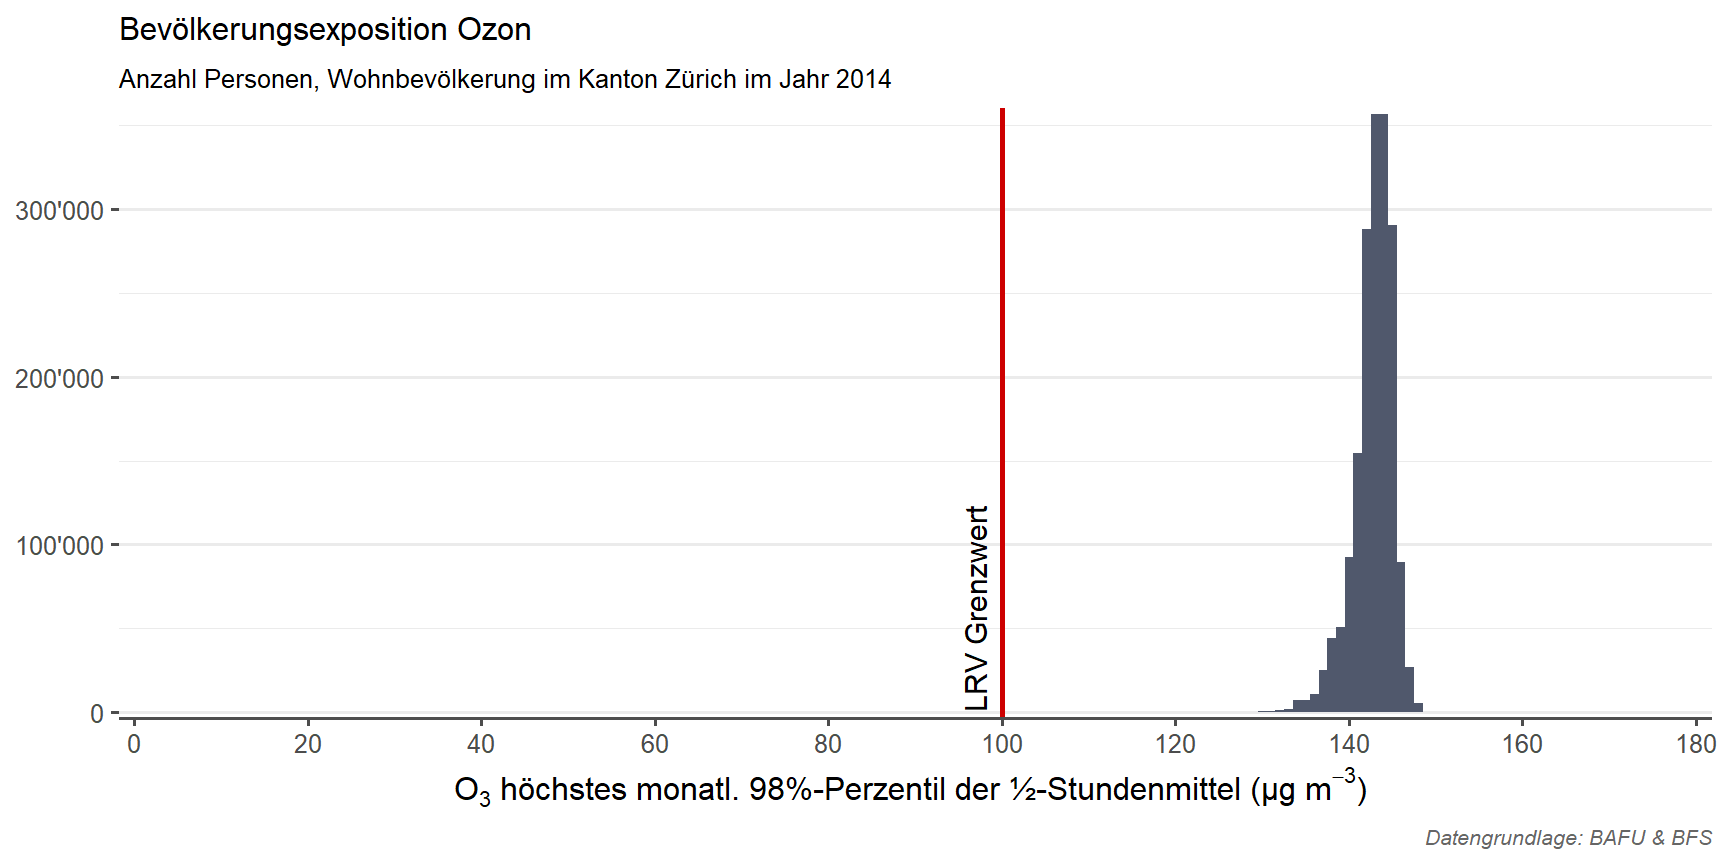 Bevölkerungsexposition Ozon
Anzahl Personen, Wohnbevölkerung im Kanton Zürich im Jahr 2014
300'000
200'000
100'000
0
LRV Grenzwert
0 20 40 60 80 100 120 140 160 180
O₃ höchstes monatl. 98%-Perzentil der ½-Stundenmittel (µg m⁻³)
Datengrundlage: BAFU & BFS